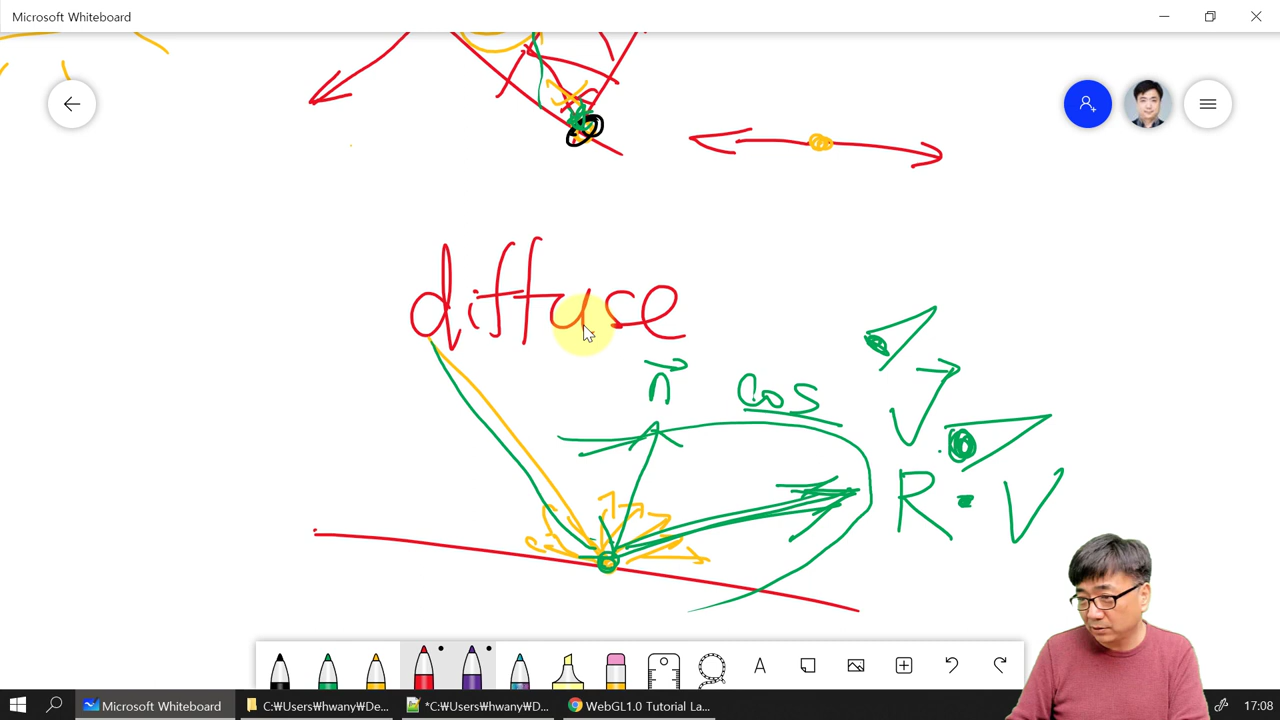 Microsoft Whiteboard
diffuse
n
cos
V
R • V
A
Microsoft Whiteboard
C:₩Users₩hwany₩De...
*C:₩Users₩hwany₩D...
WebGL1.0 Tutorial La...
17:08